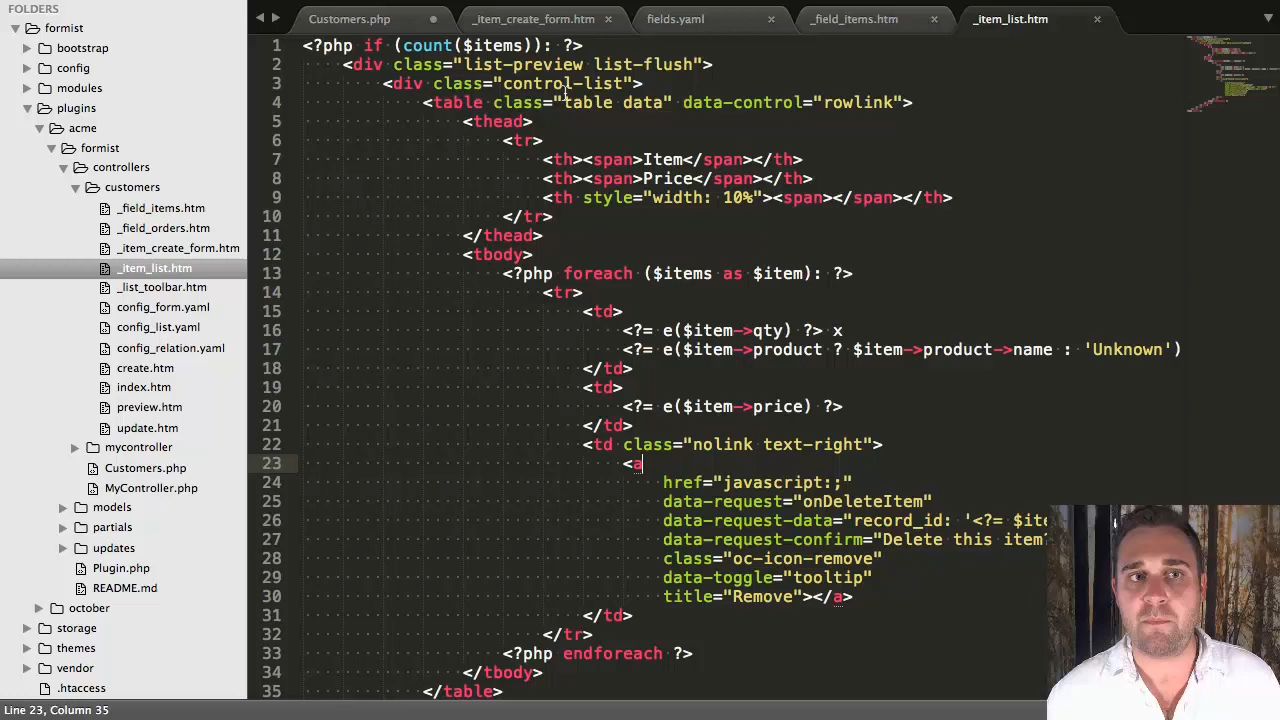 FOLDERS
formist
bootstrap
config
modules
plugins
acme
formist
controllers
customers
_field_items.htm
_field_orders.htm
_item_create_form.htm
_item_list.htm
_list_toolbar.htm
config_form.yaml
config_list.yaml
config_relation.yaml
create.htm
index.htm
preview.htm
update.htm
mycontroller
Customers.php
MyController.php
models
partials
updates
Plugin.php
README.md
october
storage
themes
vendor
.htaccess
Customers.php
_item_create_form.htm
fields.yaml
_field_items.htm
_item_list.htm
1 <?php if (count($items)): ?>
2 <div class="list-preview list-flush">
3 <div class="control-list">
4 <table class="table data" data-control="rowlink">
5 <thead>
6 <tr>
7 <th><span>Item</span></th>
8 <th><span>Price</span></th>
9 <th style="width: 10%"><span></span></th>
10 </tr>
11 </thead>
12 <tbody>
13 <?php foreach ($items as $item): ?>
14 <tr>
15 <td>
16 <?= e($item->qty) ?> x
17 <?= e($item->product ? $item->product->name : 'Unknown')
18 </td>
19 <td>
20 <?= e($item->price) ?>
21 </td>
22 <td class="nolink text-right">
23 <a
24 href="javascript:;"
25 data-request="onDeleteItem"
26 data-request-data="record_id: '<?= $ite
27 data-request-confirm="Delete this item?
28 class="oc-icon-remove"
29 data-toggle="tooltip"
30 title="Remove"></a>
31 </td>
32 </tr>
33 <?php endforeach ?>
34 </tbody>
35 </table>
Line 23, Column 35